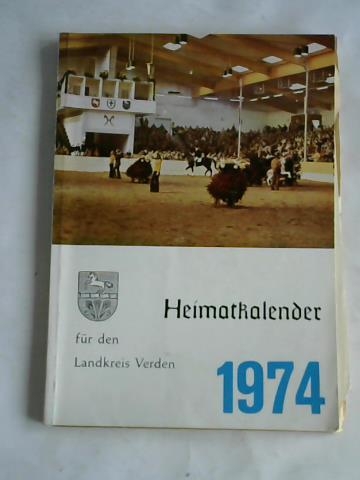 Heimatkalender
für den
Landkreis Verden
1974